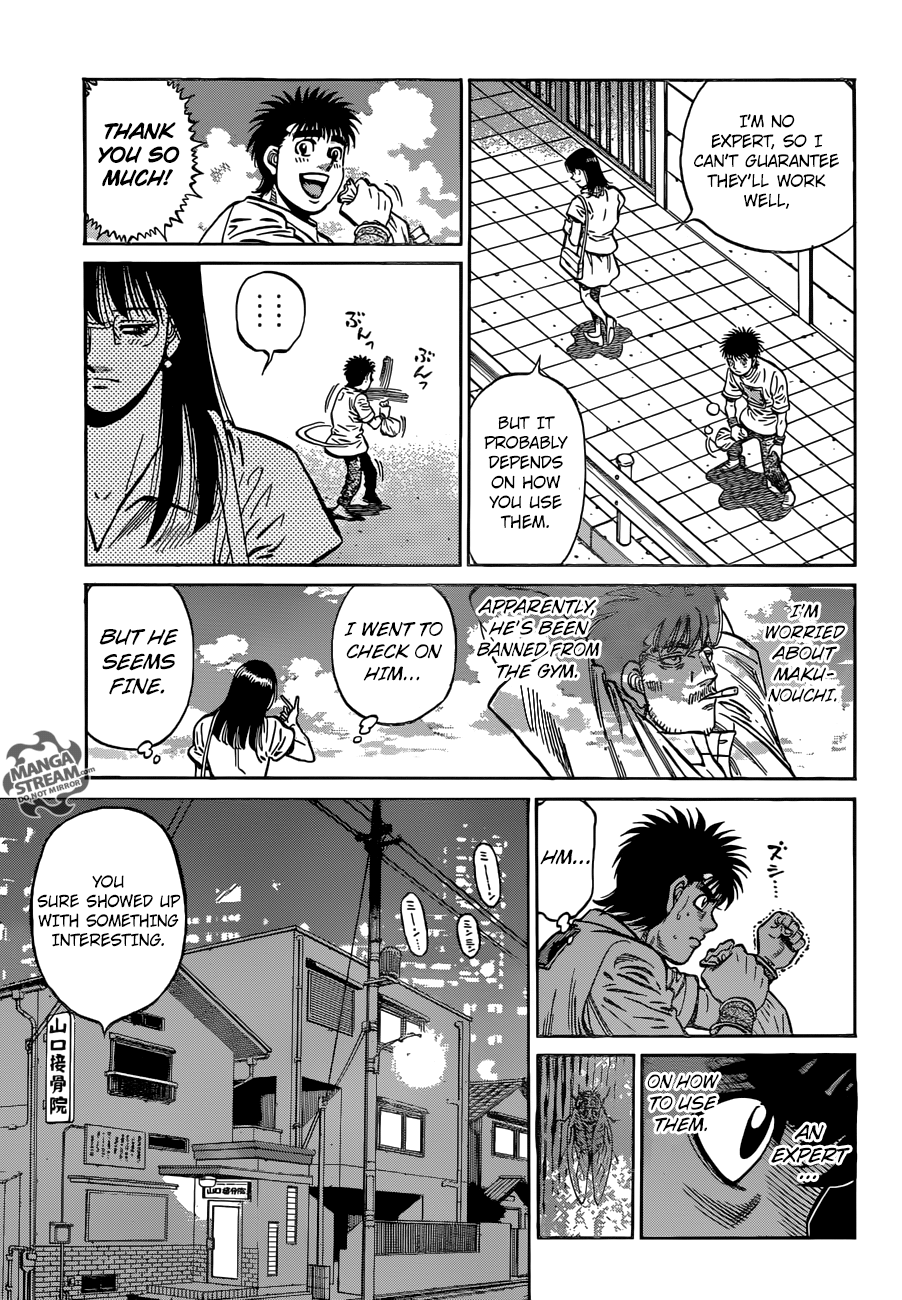 I'M NO
EXPERT, SO I
CAN'T GUARANTEE
THEY'LL WORK
WELL,
BUT IT
PROBABLY
DEPENDS
ON HOW
YOU USE
THEM.
THANK
YOU SO
MUCH!
ぶんっ
ぶんっ
I'M
WORRIED
ABOUT
MAKU-
NOUCHI.
APPARENTLY,
HE'S BEEN
BANNED FROM
THE GYM.
I WENT TO
CHECK ON
HIM...
BUT HE
SEEMS
FINE.
MANGA
STREAM.com
DO NOT MIRROR
HM...
ズシ…
AN
EXPERT
...
ON HOW
TO USE
THEM.
ミーン
ミンミン
ミーン
YOU
SURE SHOWED UP
WITH SOMETHING
INTERESTING.
山口接骨院
山口接骨院